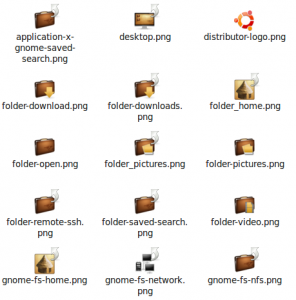 application-x-
gnome-saved-
search.png
desktop.png
distributor-logo.png
folder-download.png
folder-downloads.
png
folder_home.png
folder-open.png
folder_pictures.png
folder-pictures.png
folder-remote-ssh.
png
folder-saved-search.
png
folder-video.png
gnome-fs-home.png
gnome-fs-network.
png
gnome-fs-nfs.png